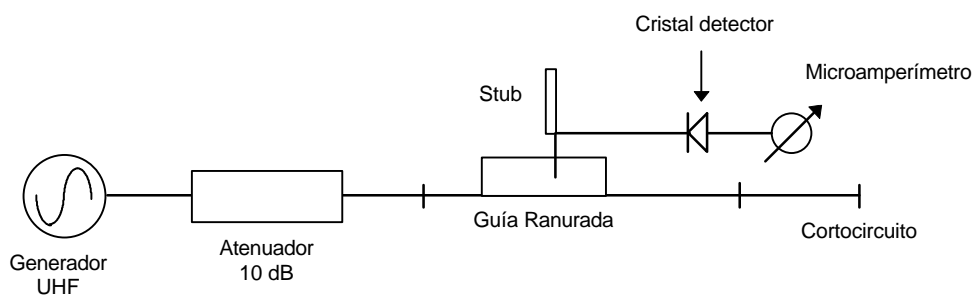 Cristal detector
Microamperímetro
Stub
Guía Ranurada
Cortocircuito
Atenuador
10 dB
Generador
UHF